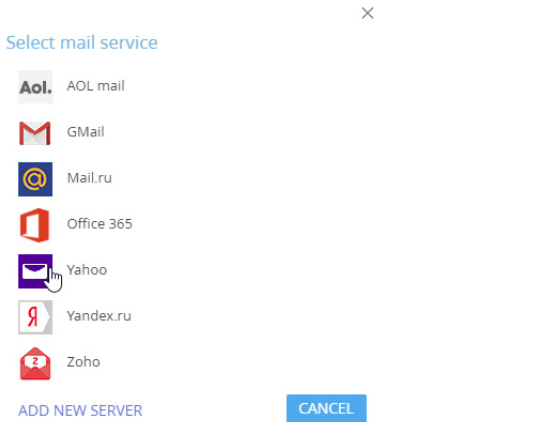 Select mail service
Aol. AOL mail
GMail
@ Mail.ru
Office 365
Yahoo
Я Yandex.ru
Z Zoho
ADD NEW SERVER CANCEL